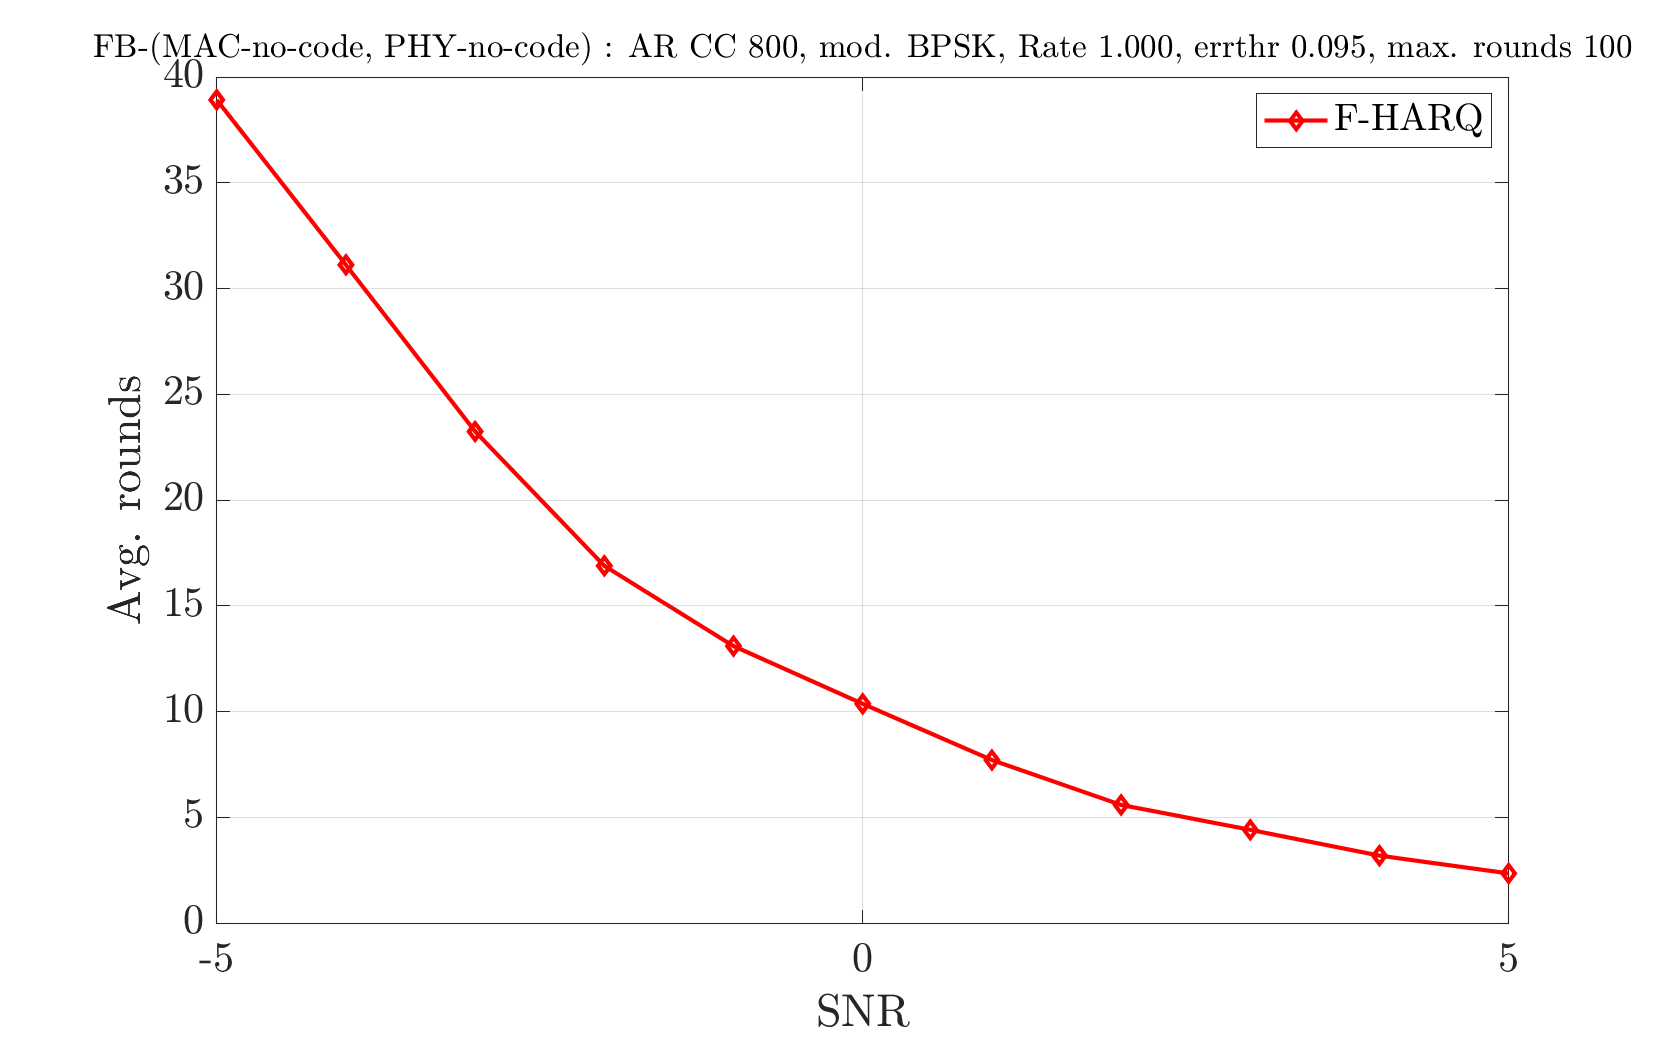 FB-(MAC-no-code, PHY-no-code) : AR CC 800, mod. BPSK, Rate 1.000, errthr 0.095, max. rounds 100
F-HARQ
40
35
30
25
20
15
10
5
0
Avg. rounds
-5 0 5
SNR